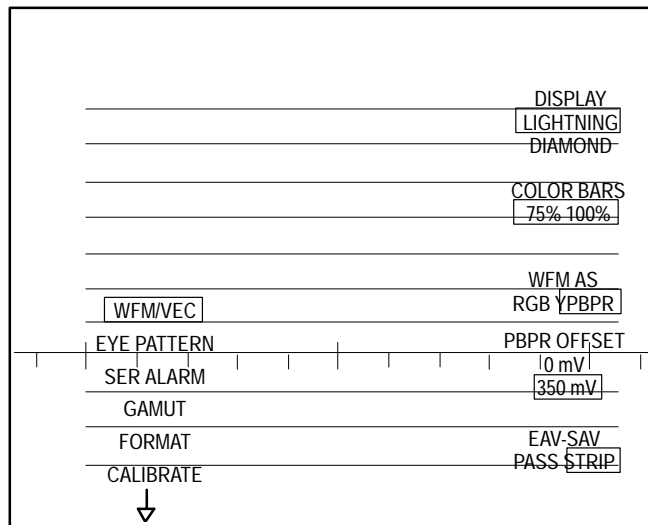 DISPLAY
LIGHTNING
DIAMOND
COLOR BARS
75% 100%
WFM AS
RGB YPBPR
PBPR OFFSET
0 mV
350 mV
EAV-SAV
PASS STRIP
WFM/VEC
EYE PATTERN
SER ALARM
GAMUT
FORMAT
CALIBRATE